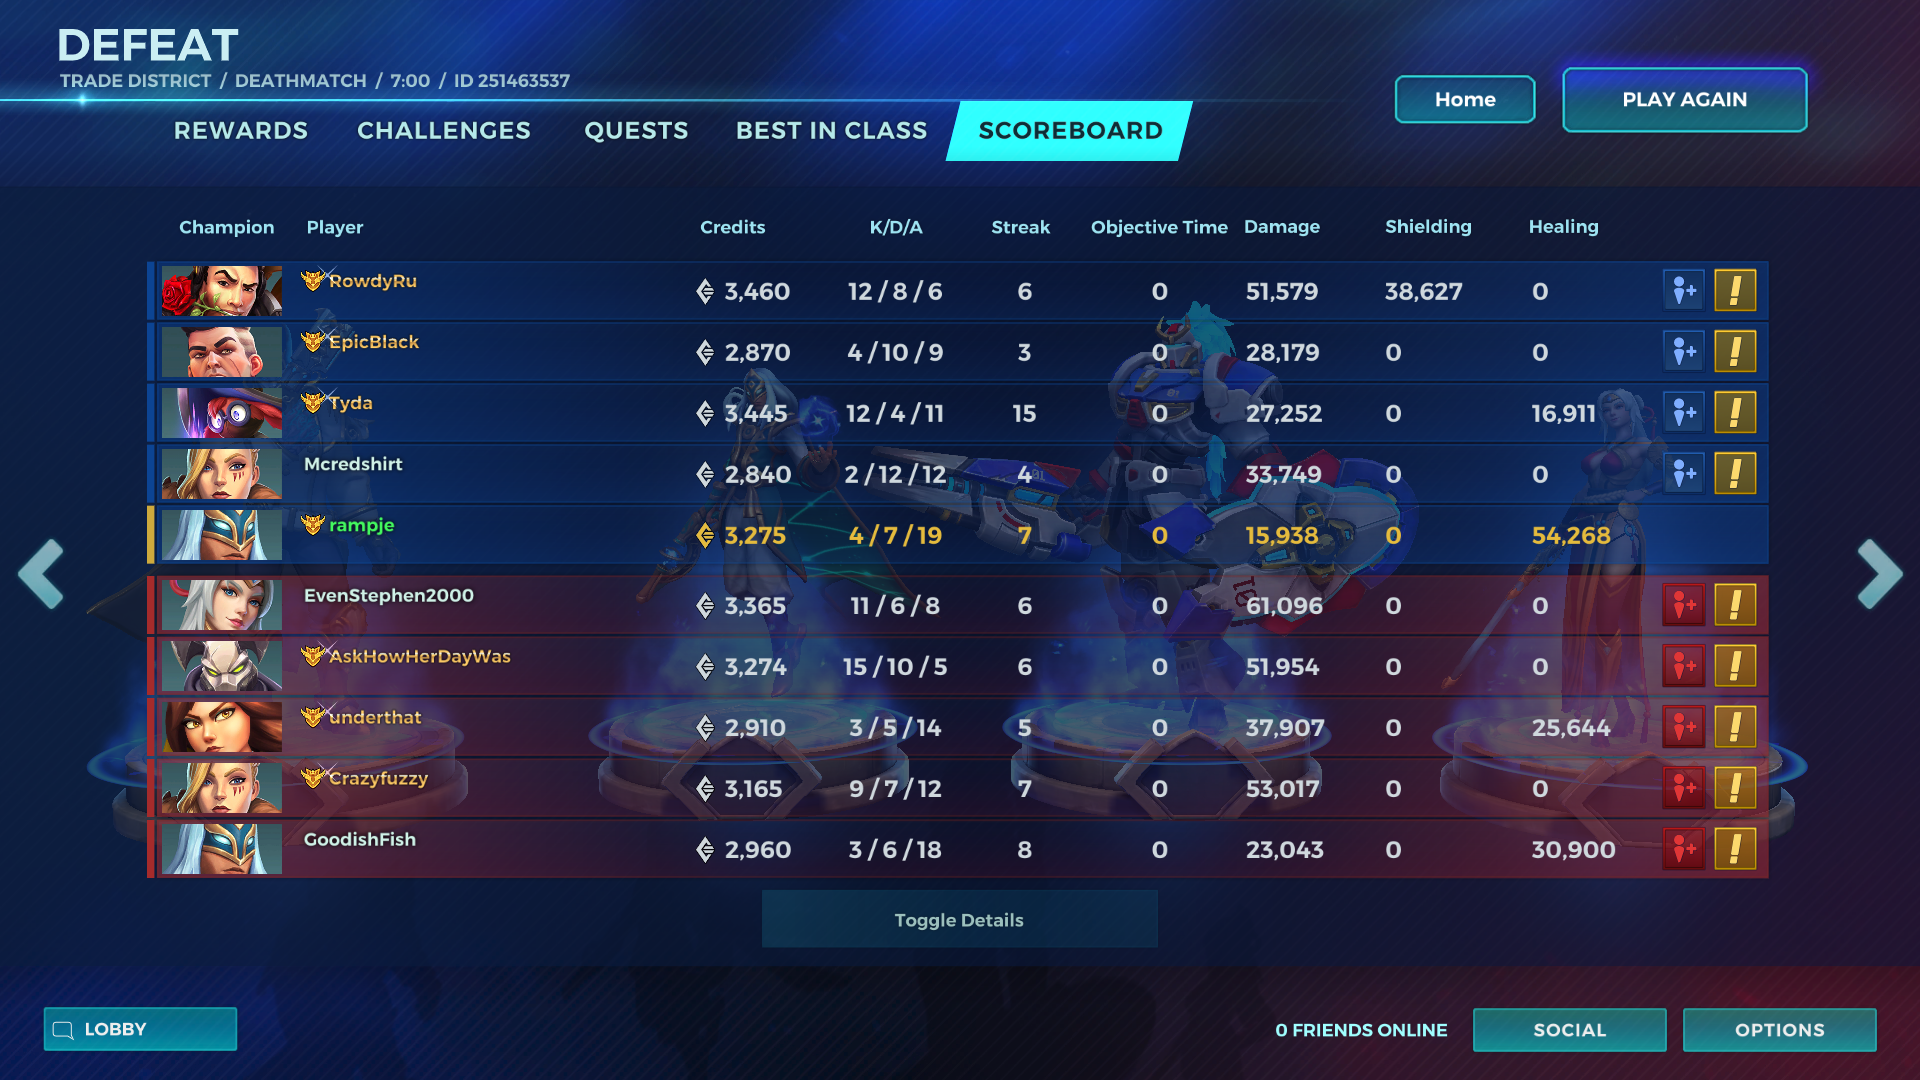 DEFEAT
TRADE DISTRICT / DEATHMATCH / 7:00 / ID 251463537
Home
PLAY AGAIN
REWARDS CHALLENGES QUESTS BEST IN CLASS SCOREBOARD
Champion Player Credits K/D/A Streak Objective Time Damage Shielding Healing
RowdyRu 3,460 12 / 8 / 6 6 0 51,579 38,627 0
EpicBlack 2,870 4 / 10 / 9 3 0 28,179 0 0
Tyda 3,445 12 / 4 / 11 15 0 27,252 0 16,911
Mcredshirt 2,840 2 / 12 / 12 4 0 33,749 0 0
rampje 3,275 4 / 7 / 19 7 0 15,938 0 54,268
EvenStephen2000 3,365 11 / 6 / 8 6 0 61,096 0 0
AskHowHerDayWas 3,274 15 / 10 / 5 6 0 51,954 0 0
underthat 2,910 3 / 5 / 14 5 0 37,907 0 25,644
Crazyfuzzy 3,165 9 / 7 / 12 7 0 53,017 0 0
GoodishFish 2,960 3 / 6 / 18 8 0 23,043 0 30,900
Toggle Details
LOBBY
0 FRIENDS ONLINE
SOCIAL
OPTIONS